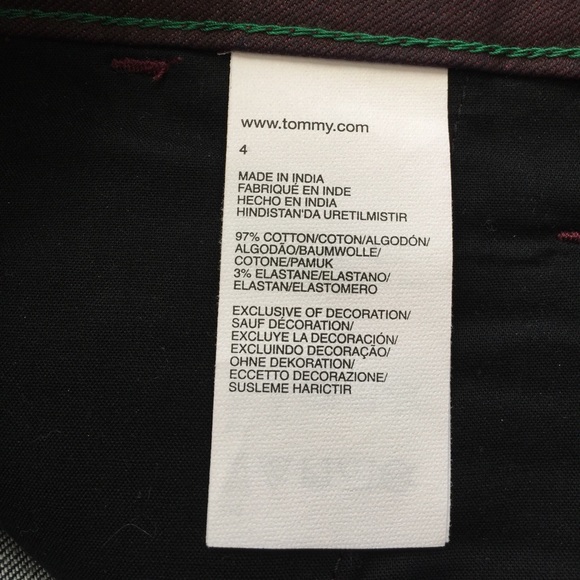 www.tommy.com
4
MADE IN INDIA
FABRIQUÉ EN INDE
HECHO EN INDIA
HINDISTAN'DA URETILMISTIR
97% COTTON/COTON/ALGODÓN/
ALGODÃO/BAUMWOLLE/
COTONE/PAMUK
3% ELASTANE/ELASTANO/
ELASTAN/ELASTOMERO
EXCLUSIVE OF DECORATION/
SAUF DÉCORATION/
EXCLUYE LA DECORACIÓN/
EXCLUINDO DECORAÇÃO/
OHNE DEKORATION/
ECCETTO DECORAZIONE/
SUSLEME HARICTIR